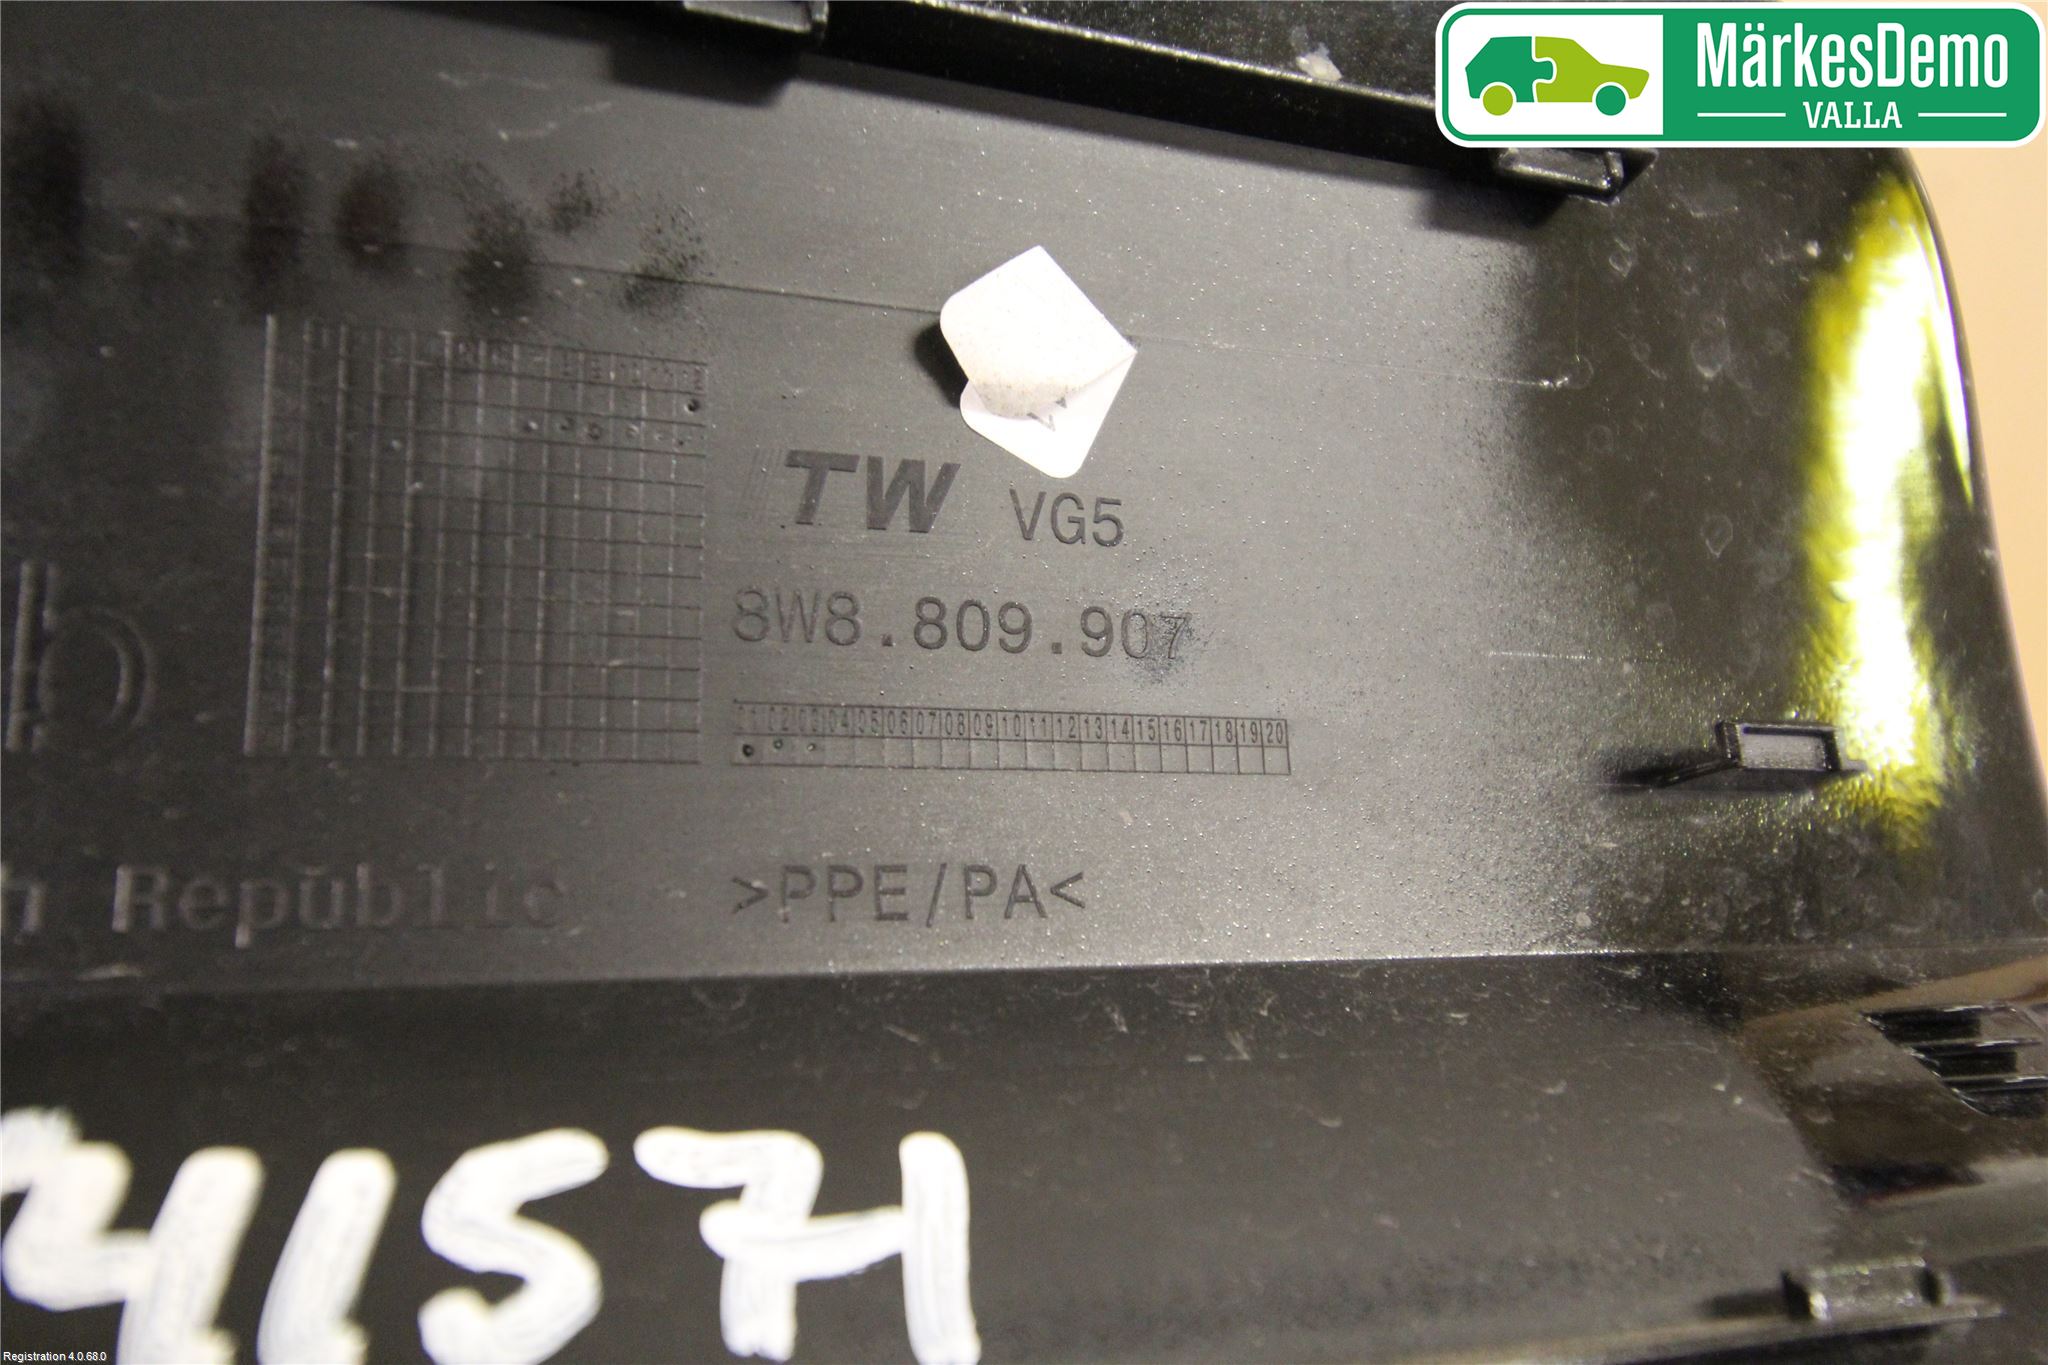 MärkesDemo
VALLA
TW VG5
8W8.809.907
01 02 03 04 05 06 07 08 09 10 11 12 13 14 15 16 17 18 19 20
b
h Republic
>PPE/PA<
41571
Registration 4.0.68.0